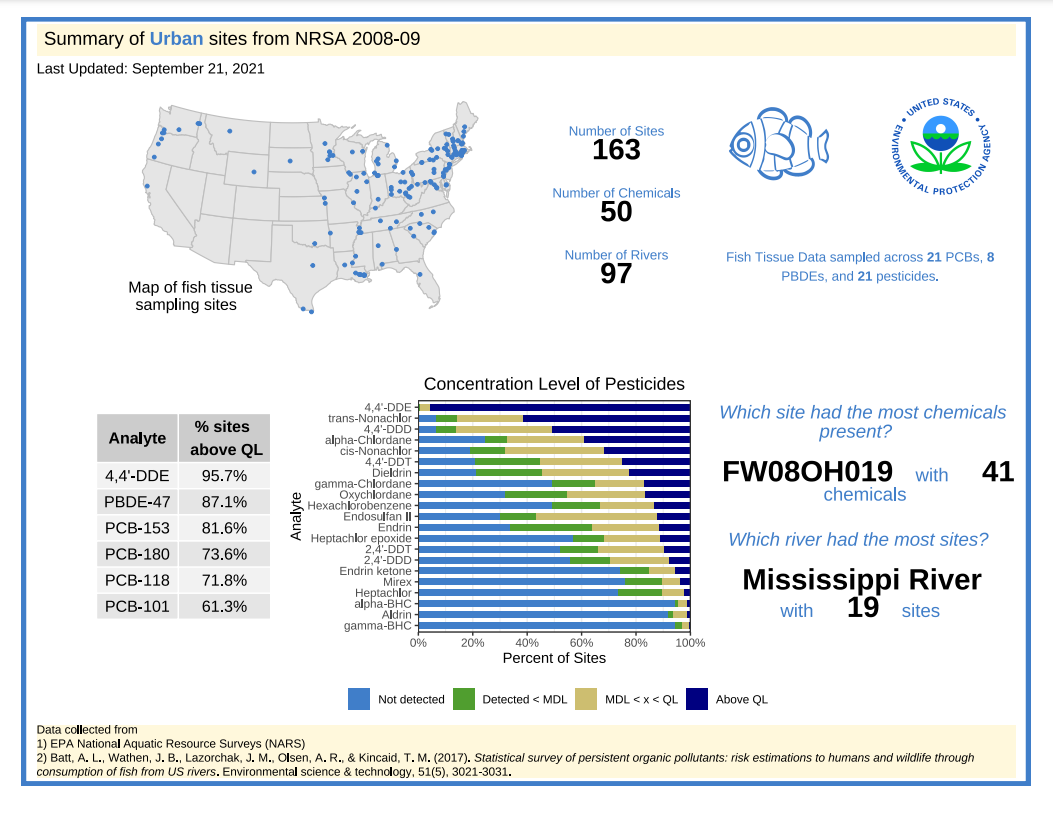 Summary of Urban sites from NRSA 2008-09
Last Updated: September 21, 2021
Map of fish tissue
sampling sites
Number of Sites
163
Number of Chemicals
50
Number of Rivers
97
UNITED STATES
ENVIRONMENTAL PROTECTION AGENCY
Fish Tissue Data sampled across 21 PCBs, 8
PBDEs, and 21 pesticides.
Analyte % sites above QL
4,4'-DDE 95.7%
PBDE-47 87.1%
PCB-153 81.6%
PCB-180 73.6%
PCB-118 71.8%
PCB-101 61.3%
Concentration Level of Pesticides
Analyte
4,4'-DDE
trans-Nonachlor
4,4'-DDD
alpha-Chlordane
cis-Nonachlor
4,4'-DDT
Dieldrin
gamma-Chlordane
Oxychlordane
Hexachlorobenzene
Endosulfan II
Endrin
Heptachlor epoxide
2,4'-DDT
2,4'-DDD
Endrin ketone
Mirex
Heptachlor
alpha-BHC
Aldrin
gamma-BHC
0% 20% 40% 60% 80% 100%
Percent of Sites
Not detected Detected < MDL MDL < x < QL Above QL
Which site had the most chemicals
present?
FW08OH019 with 41
chemicals
Which river had the most sites?
Mississippi River
with 19 sites
Data collected from
1) EPA National Aquatic Resource Surveys (NARS)
2) Batt, A. L., Wathen, J. B., Lazorchak, J. M., Olsen, A. R., & Kincaid, T. M. (2017). Statistical survey of persistent organic pollutants: risk estimations to humans and wildlife through
consumption of fish from US rivers. Environmental science & technology, 51(5), 3021-3031.